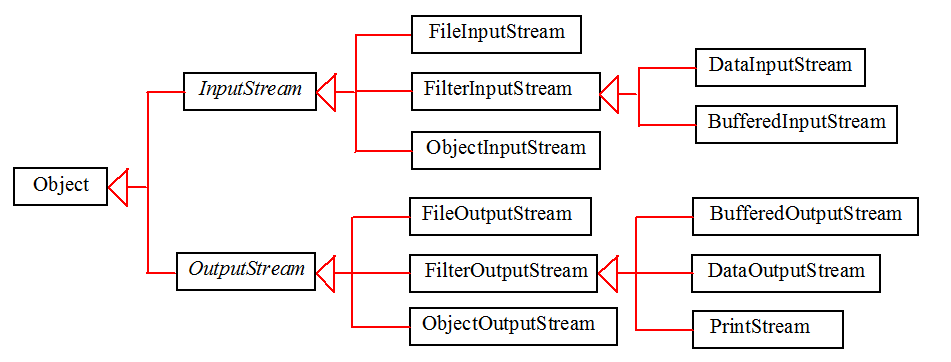 FileInputStream
InputStream
FilterInputStream
DataInputStream
BufferedInputStream
ObjectInputStream
Object
FileOutputStream
BufferedOutputStream
OutputStream
FilterOutputStream
DataOutputStream
ObjectOutputStream
PrintStream